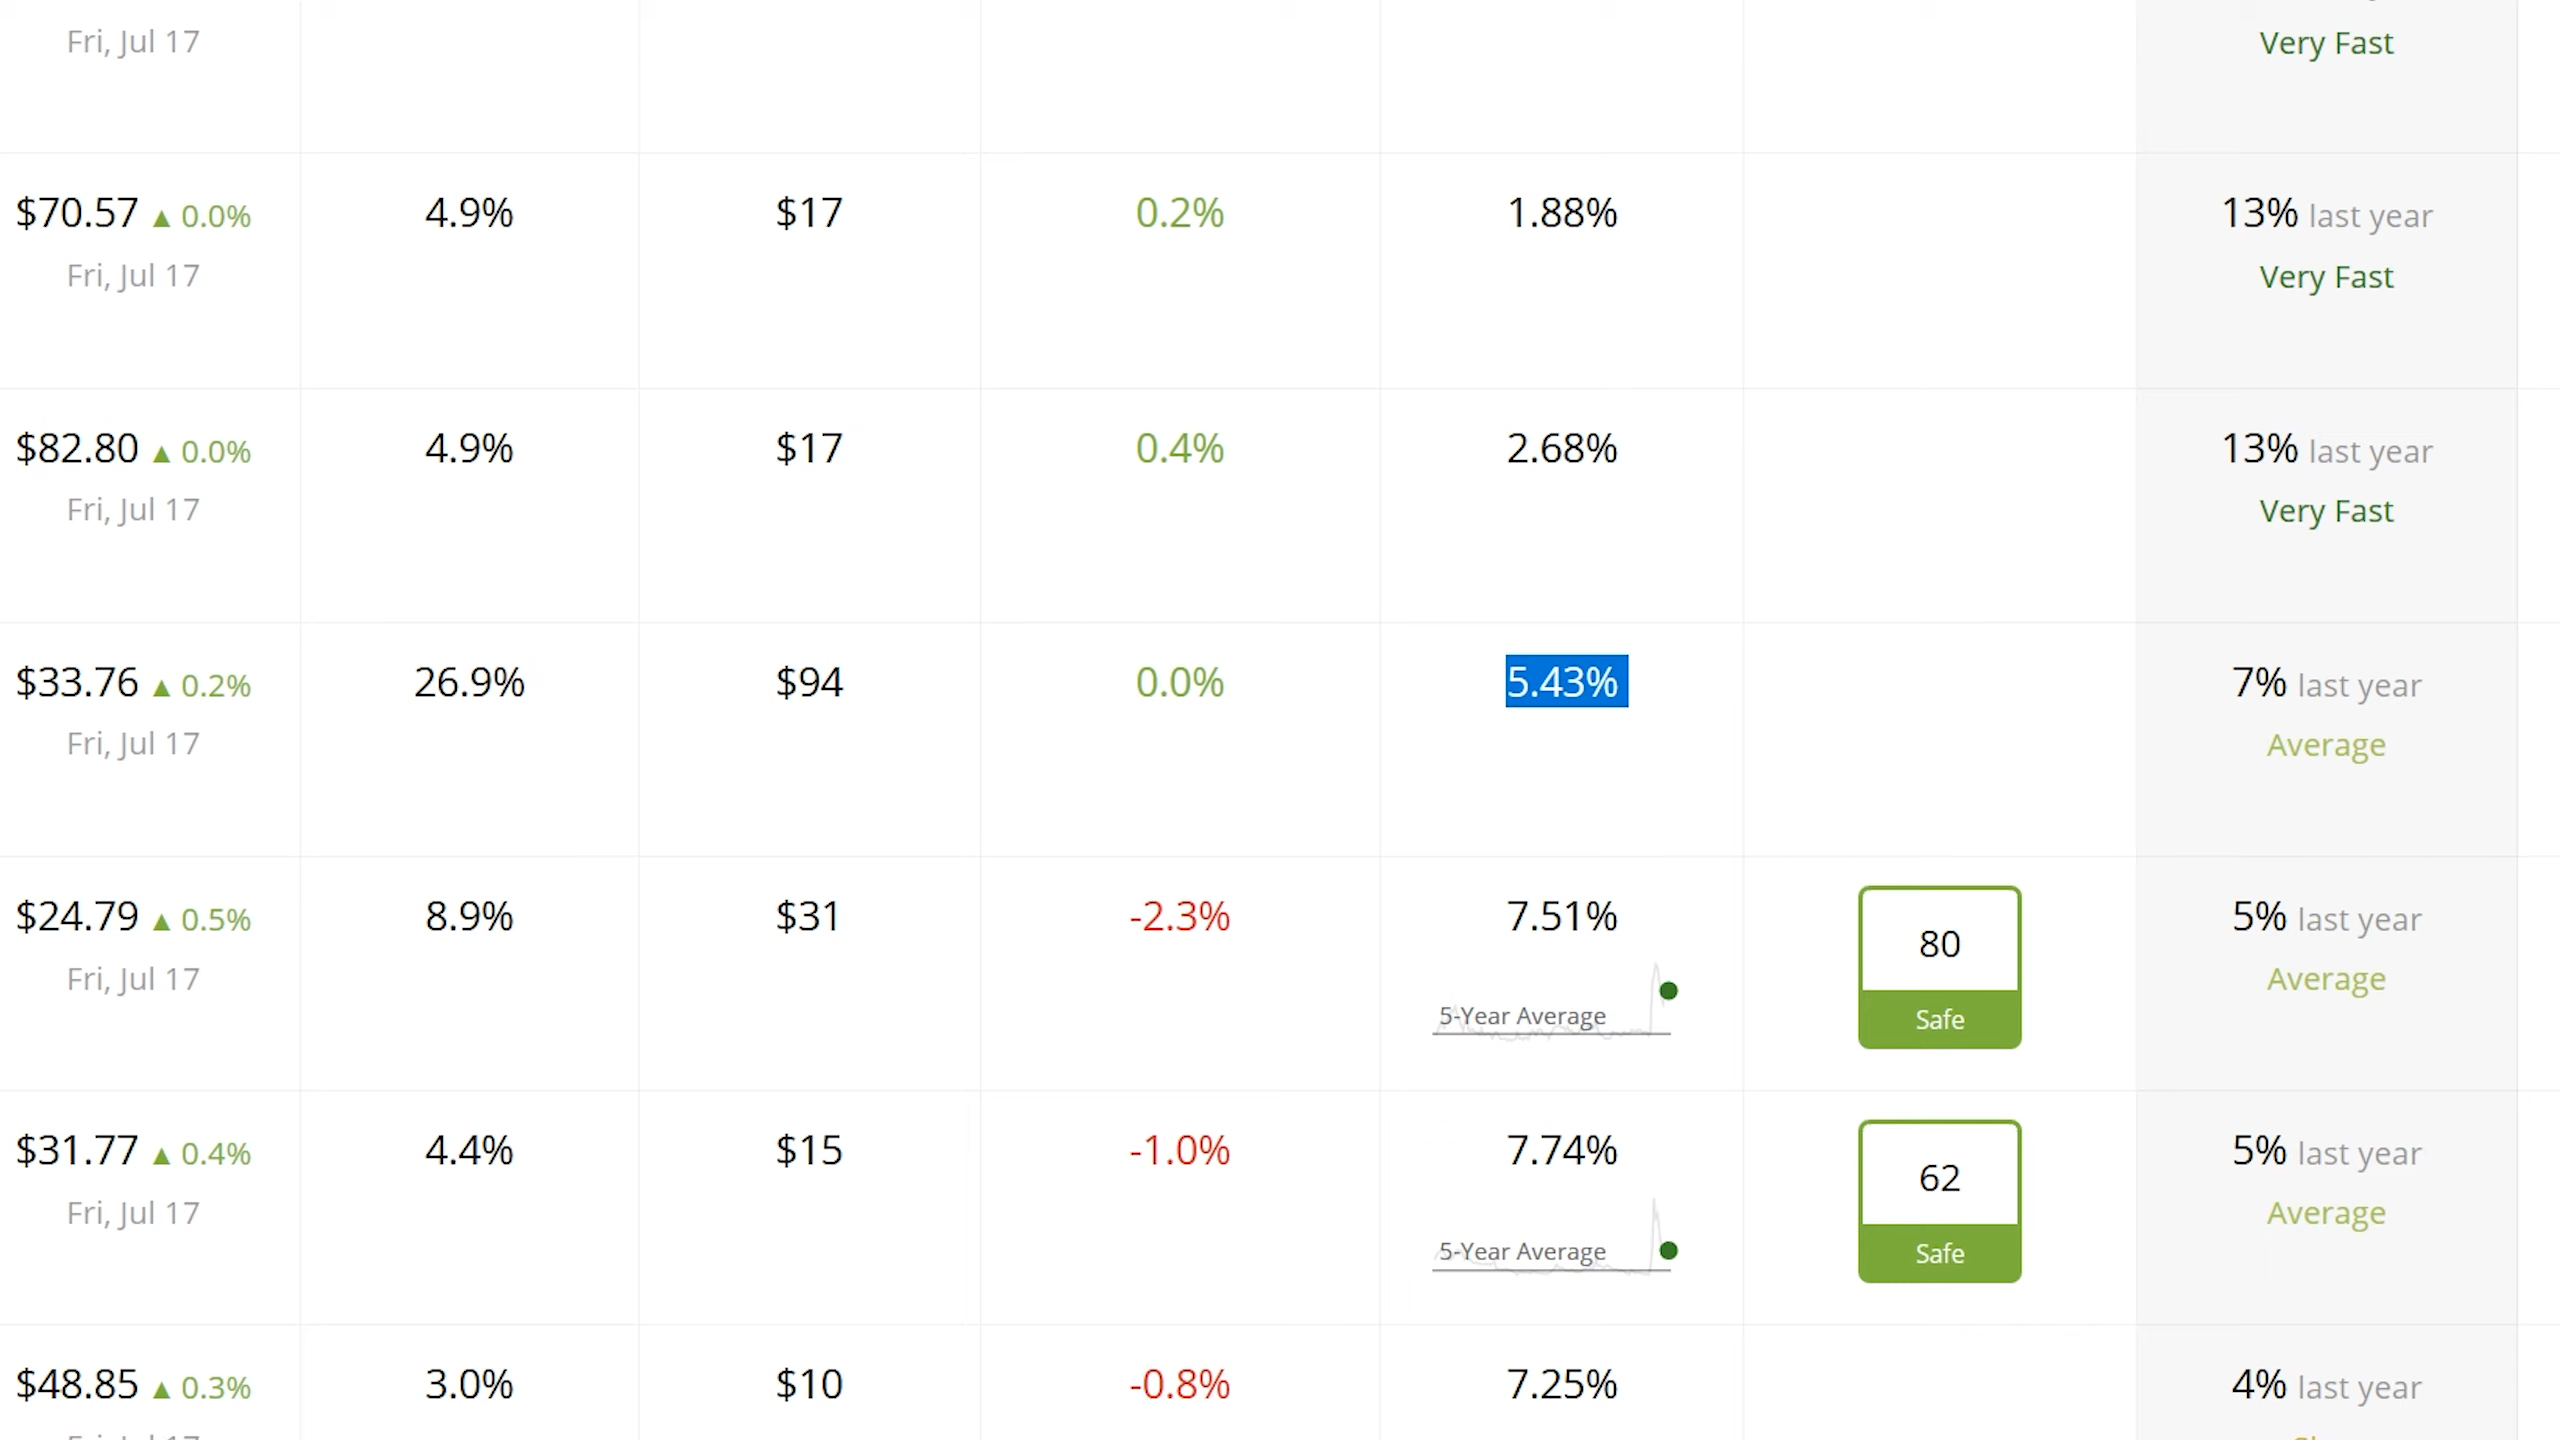 Fri, Jul 17 Very Fast
$70.57 ▲ 0.0% 4.9% $17 0.2% 1.88% 13% last year
Fri, Jul 17 Very Fast
$82.80 ▲ 0.0% 4.9% $17 0.4% 2.68% 13% last year
Fri, Jul 17 Very Fast
$33.76 ▲ 0.2% 26.9% $94 0.0% 5.43% 7% last year
Fri, Jul 17 Average
$24.79 ▲ 0.5% 8.9% $31 -2.3% 7.51% 80 5% last year
Fri, Jul 17 5-Year Average Safe Average
$31.77 ▲ 0.4% 4.4% $15 -1.0% 7.74% 62 5% last year
Fri, Jul 17 5-Year Average Safe Average
$48.85 ▲ 0.3% 3.0% $10 -0.8% 7.25% 4% last year